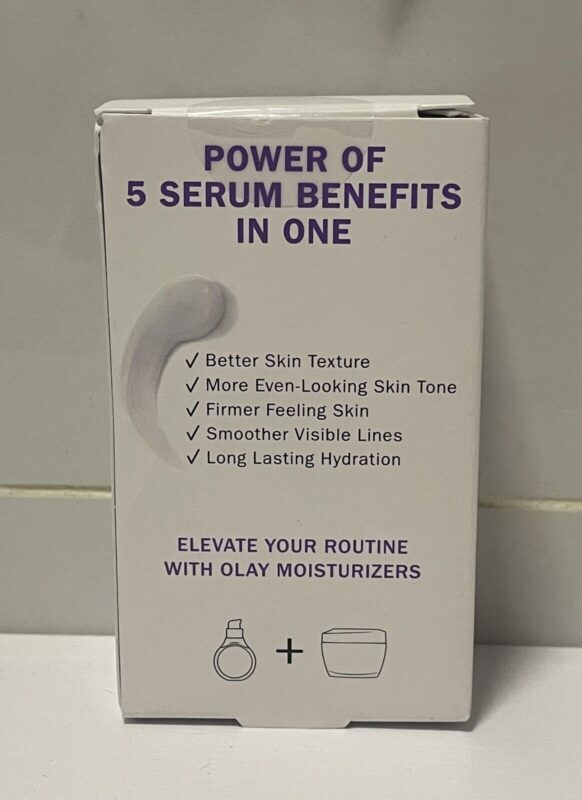 POWER OF
5 SERUM BENEFITS
IN ONE
✓ Better Skin Texture
✓ More Even-Looking Skin Tone
✓ Firmer Feeling Skin
✓ Smoother Visible Lines
✓ Long Lasting Hydration
ELEVATE YOUR ROUTINE
WITH OLAY MOISTURIZERS
+